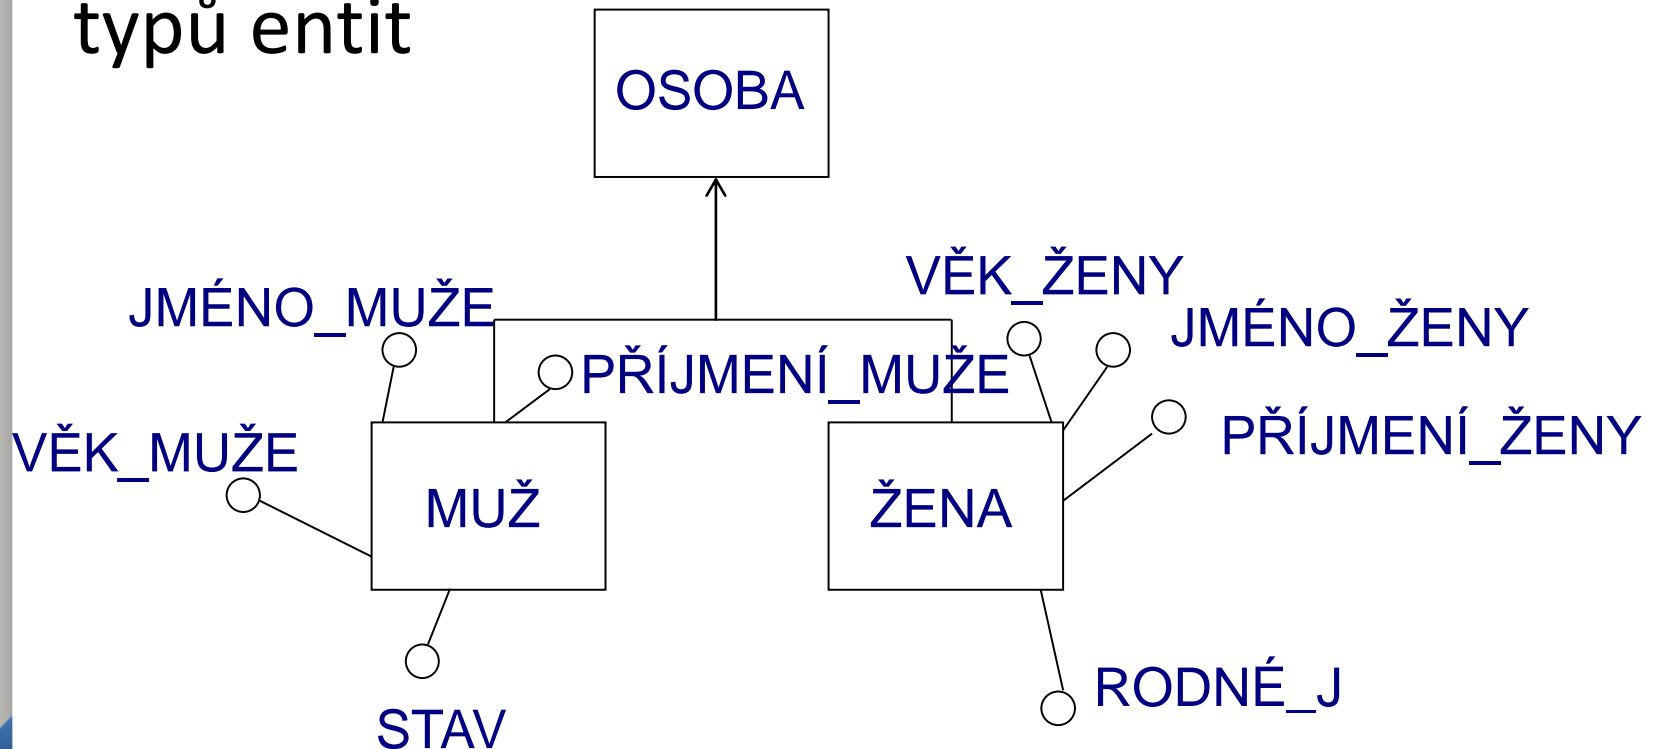 typů entit
OSOBA
VĚK_ŽENY
JMÉNO_MUŽE
JMÉNO_ŽENY
PŘÍJMENÍ_MUŽE
PŘÍJMENÍ_ŽENY
VĚK_MUŽE
MUŽ
ŽENA
RODNÉ_J
STAV